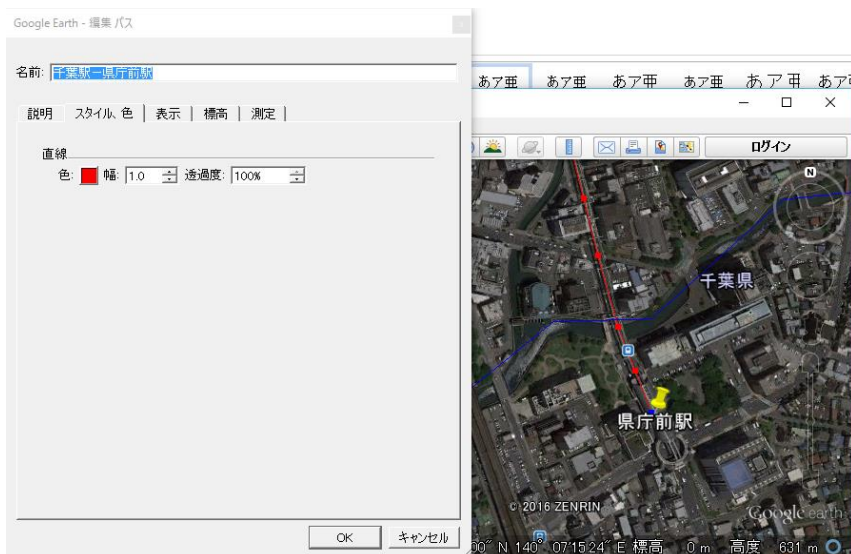 Google Earth - 編集 パス
名前: 千葉駅ー県庁前駅
説明 スタイル、色 表示 標高 測定
直線
色: 幅: 1.0 透過度: 100%
OK キャンセル
あア亜 あア亜 あア亜 あア亜 あア亜
ログイン
N
千葉県
県庁前駅
© 2016 ZENRIN
Google earth
00" N 140° 07'15.24" E 標高 0 m 高度 631 m